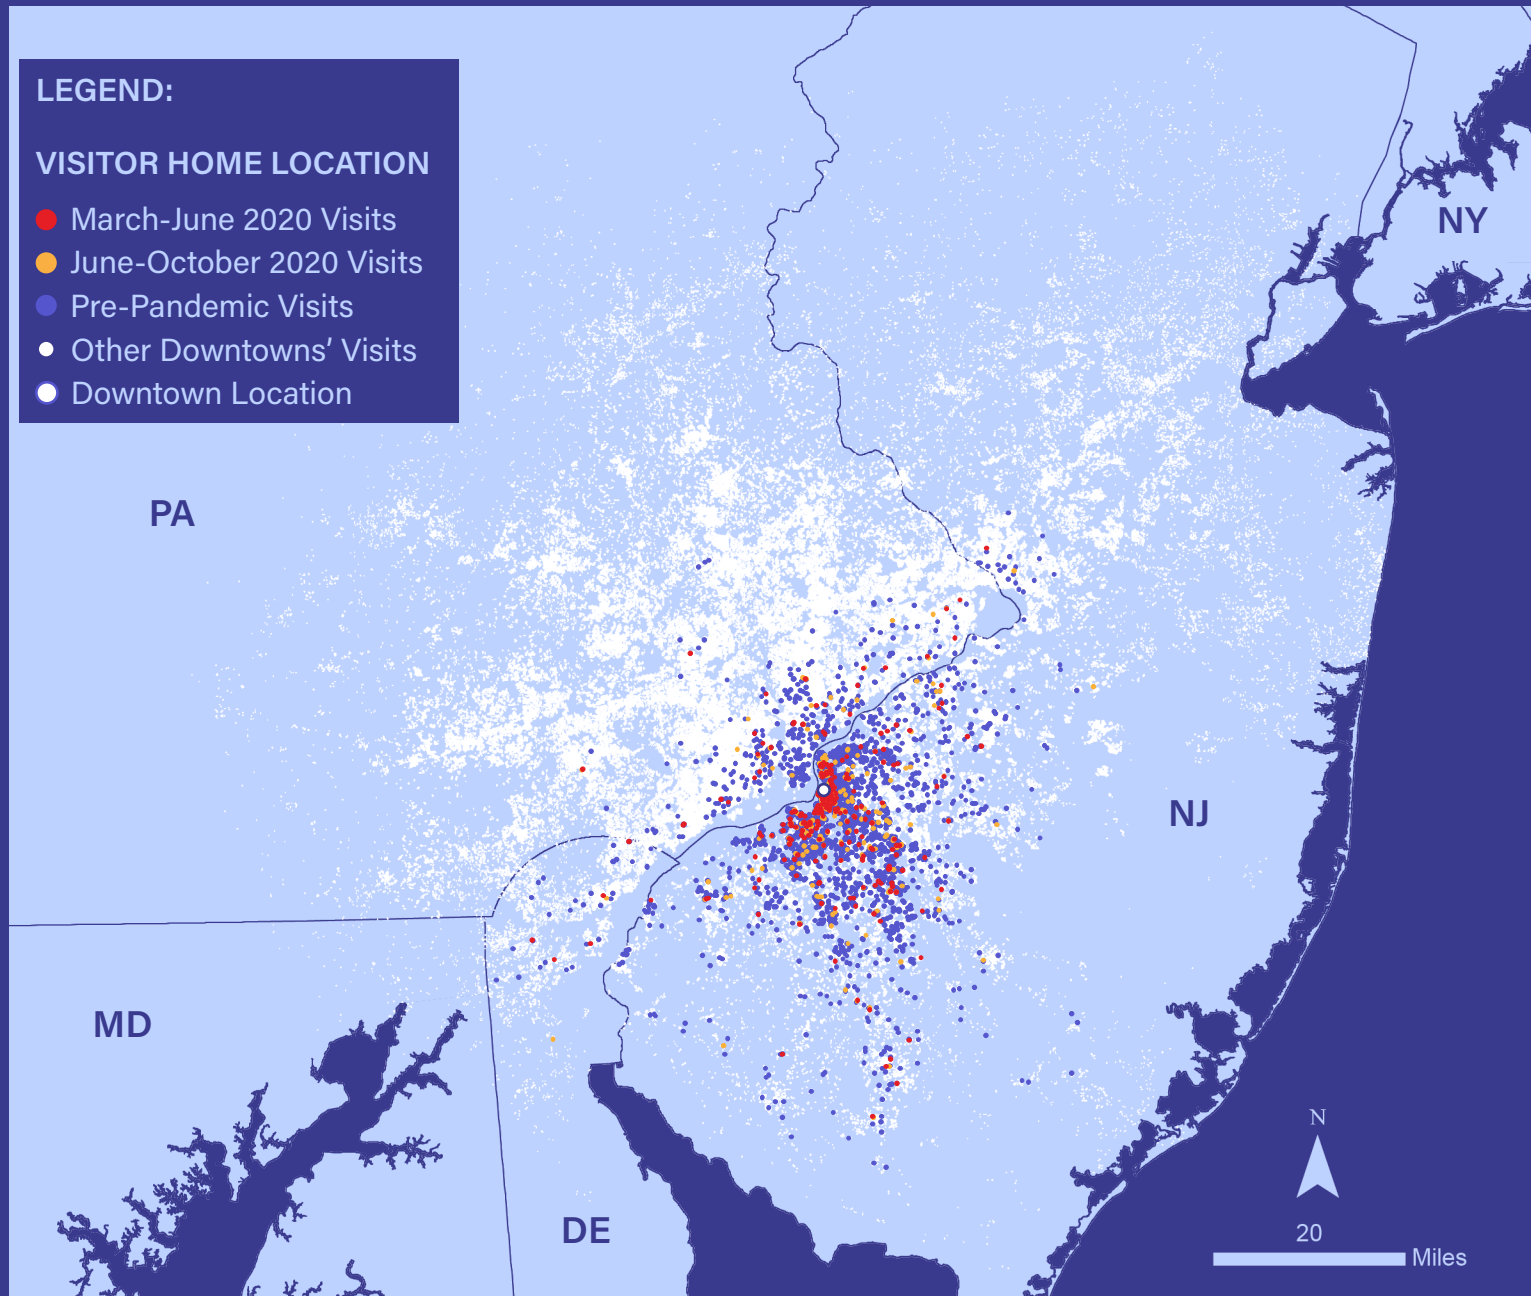 LEGEND:
VISITOR HOME LOCATION
March-June 2020 Visits
June-October 2020 Visits
Pre-Pandemic Visits
Other Downtowns’ Visits
Downtown Location
NY
PA
NJ
MD
N
DE
20
Miles